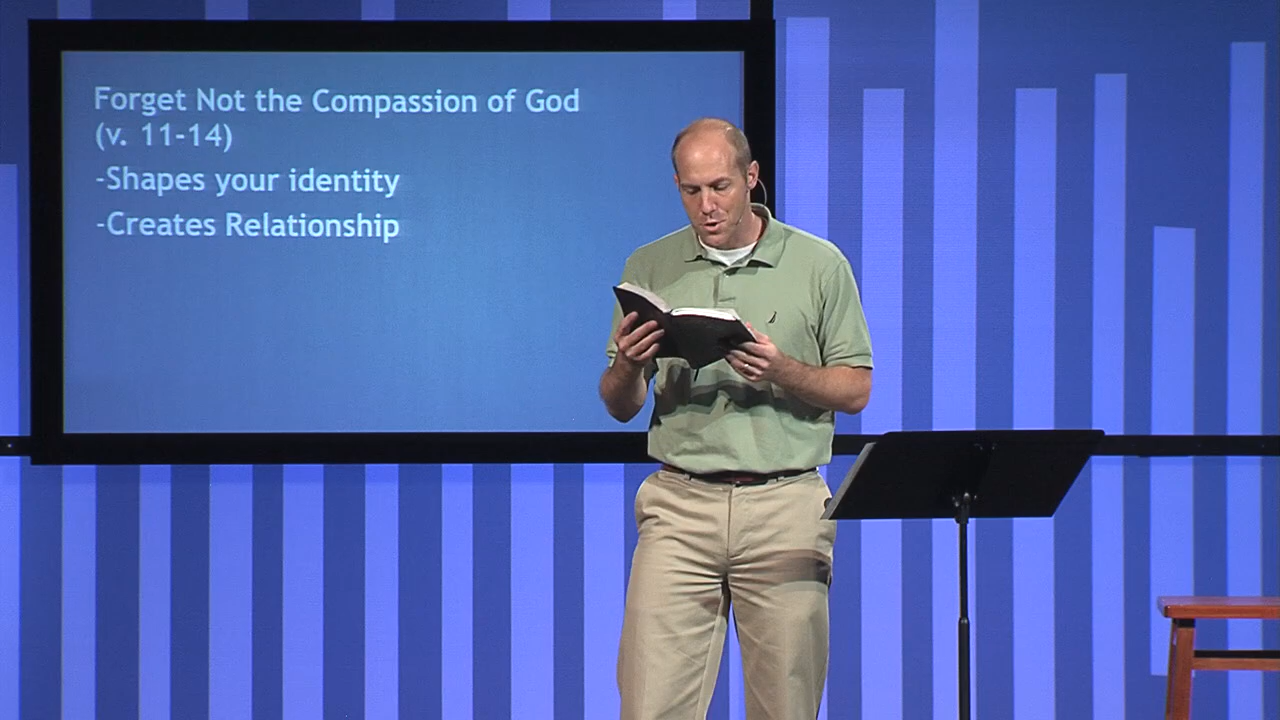 Forget Not the Compassion of God
(v. 11-14)
-Shapes your identity
-Creates Relationship